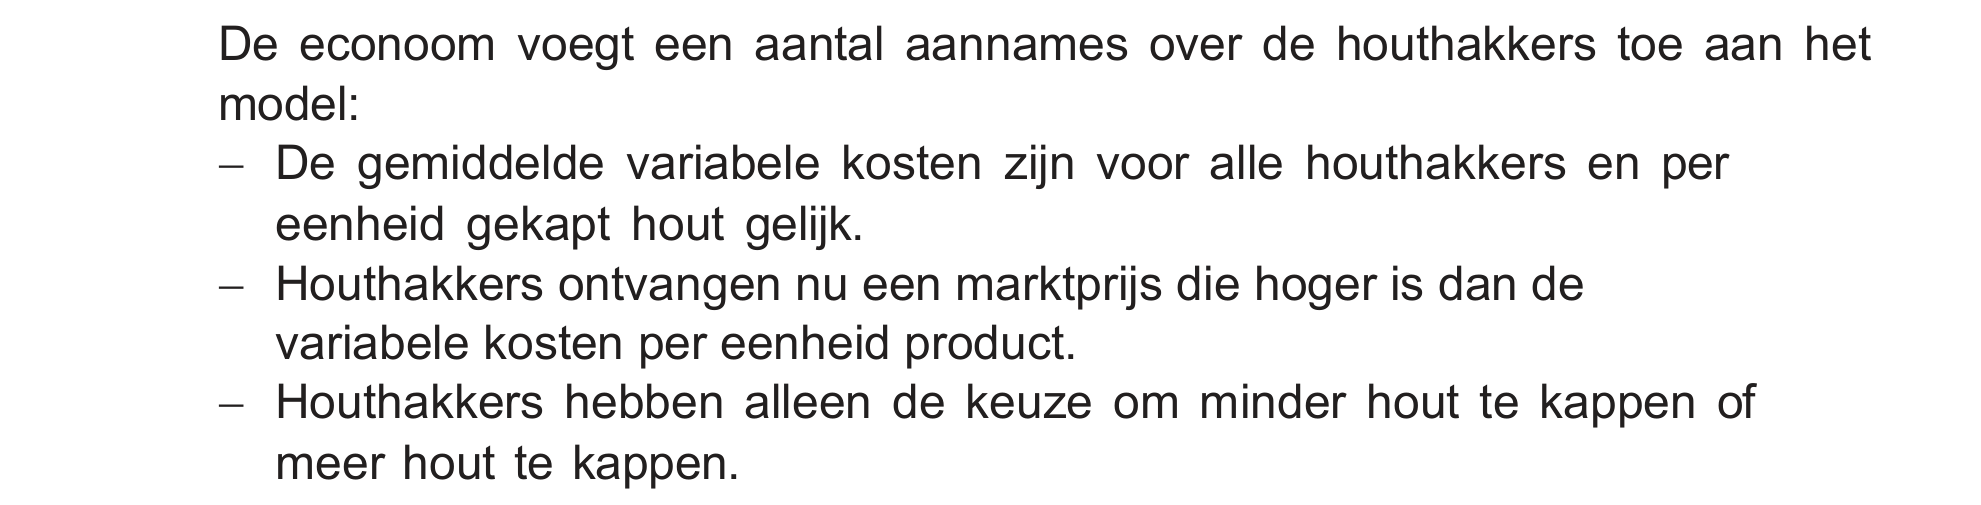 De econoom voegt een aantal aannames over de houthakkers toe aan het
model:
– De gemiddelde variabele kosten zijn voor alle houthakkers en per
eenheid gekapt hout gelijk.
– Houthakkers ontvangen nu een marktprijs die hoger is dan de
variabele kosten per eenheid product.
– Houthakkers hebben alleen de keuze om minder hout te kappen of
meer hout te kappen.